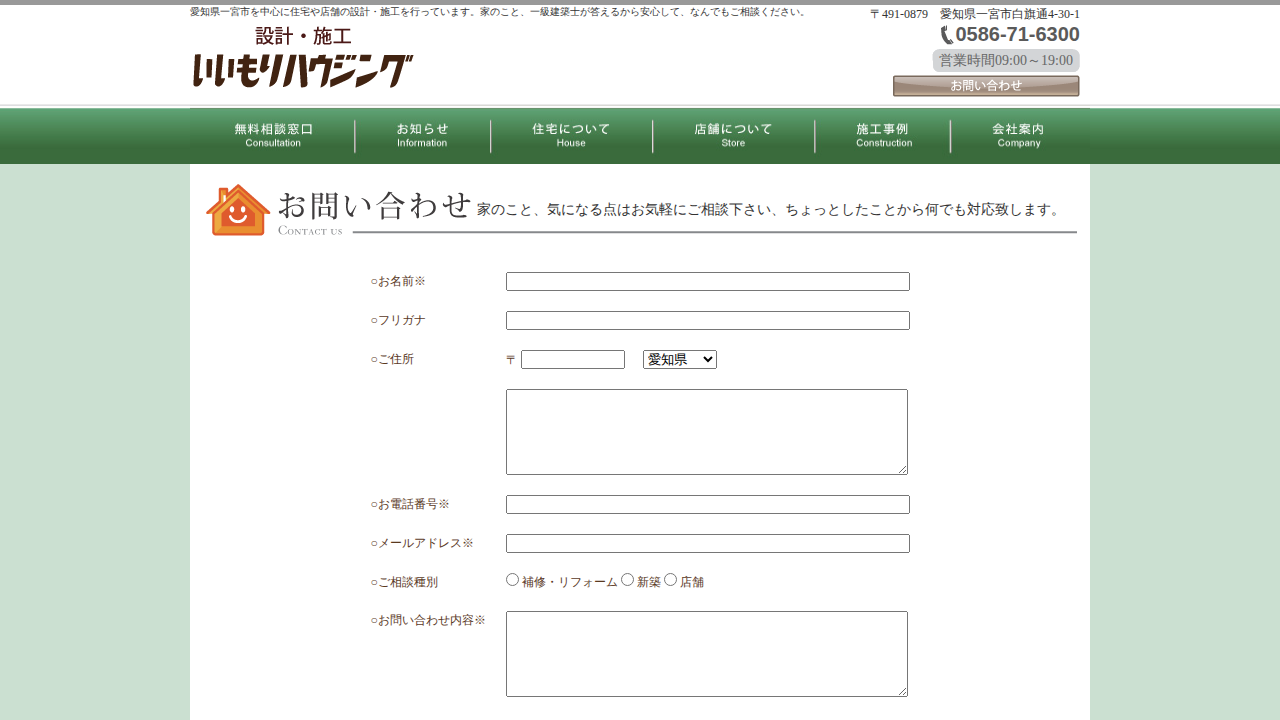 愛知県一宮市を中心に住宅や店舗の設計・施工を行っています。家のこと、一級建築士が答えるから安心して、なんでもご相談ください。
〒491-0879　愛知県一宮市白旗通4-30-1
設計・施工
いいもりハウジング
0586-71-6300
営業時間09:00～19:00
お問い合わせ
無料相談窓口 お知らせ 住宅について 店舗について 施工事例 会社案内
Consultation Information House Store Construction Company
お問い合わせ 家のこと、気になる点はお気軽にご相談下さい、ちょっとしたことから何でも対応致します。
Contact us
○お名前※
○フリガナ
○ご住所 〒 愛知県
○お電話番号※
○メールアドレス※
○ご相談種別 補修・リフォーム 新築 店舗
○お問い合わせ内容※